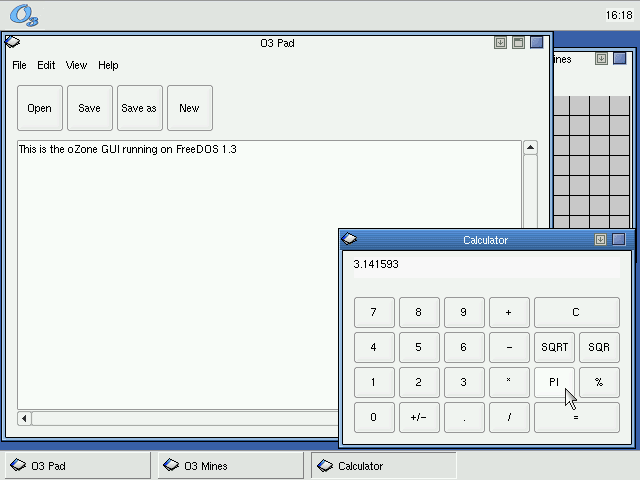 O3
16:18
O3 Pad
ines
File Edit View Help
Open Save Save as New
This is the oZone GUI running on FreeDOS 1.3
Calculator
3.141593
7 8 9 + C
4 5 6 - SQRT SQR
1 2 3 * PI %
0 +/- . / =
O3 Pad O3 Mines Calculator